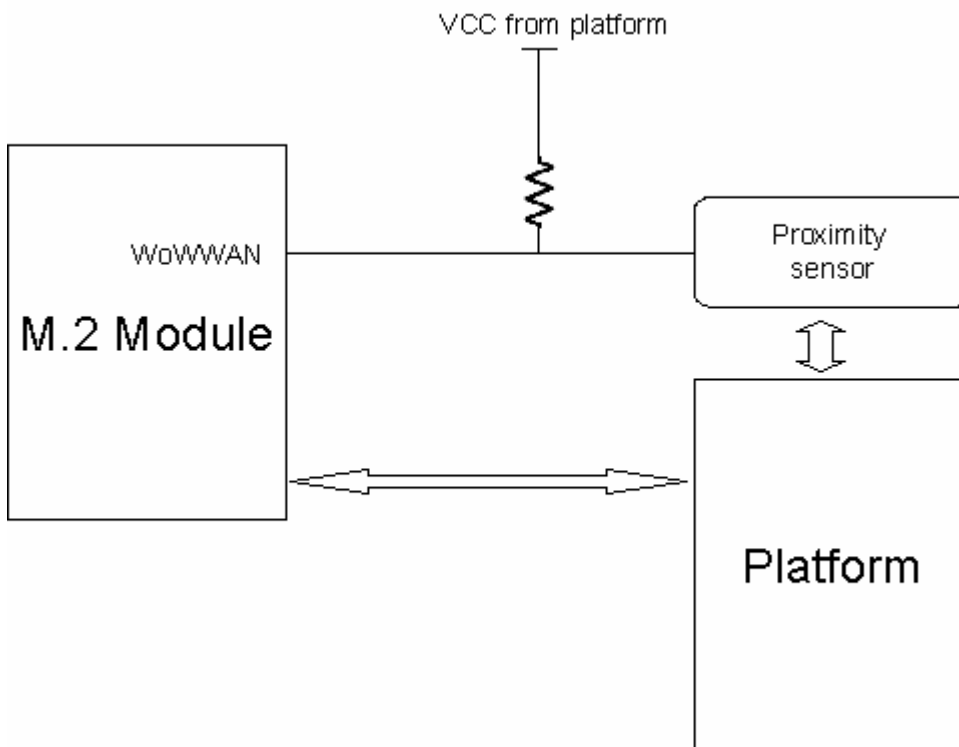 VCC from platform
WoWWAN
M.2 Module
Proximity
sensor
Platform